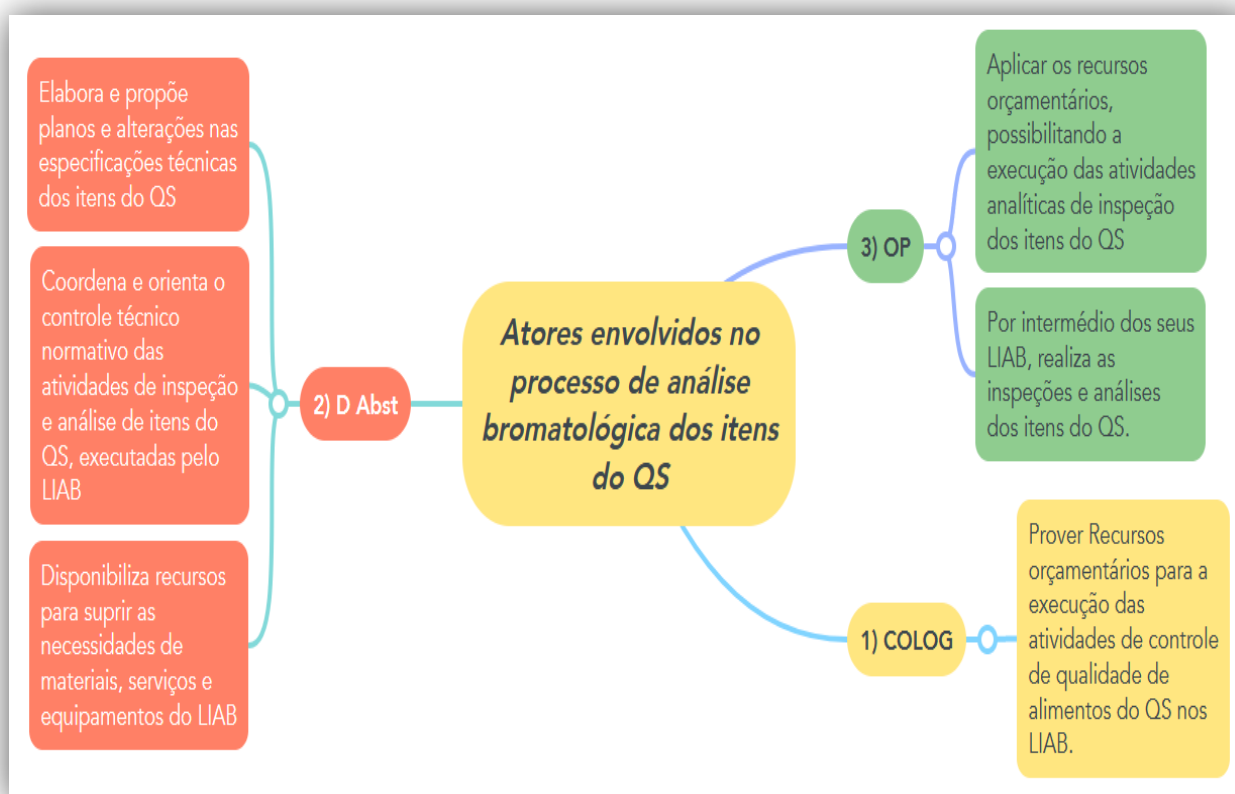 Atores envolvidos no
processo de análise
bromatológica dos itens
do QS
1) COLOG
Prover Recursos
orçamentários para a
execução das
atividades de controle
de qualidade de
alimentos do QS nos
LIAB.
2) D Abst
Elabora e propõe
planos e alterações nas
especificações técnicas
dos itens do QS
Coordena e orienta o
controle técnico
normativo das
atividades de inspeção
e análise de itens do
QS, executadas pelo
LIAB
Disponibiliza recursos
para suprir as
necessidades de
materiais, serviços e
equipamentos do LIAB
3) OP
Aplicar os recursos
orçamentários,
possibilitando a
execução das atividades
analíticas de inspeção
dos itens do QS
Por intermédio dos seus
LIAB, realiza as
inspeções e análises
dos itens do QS.